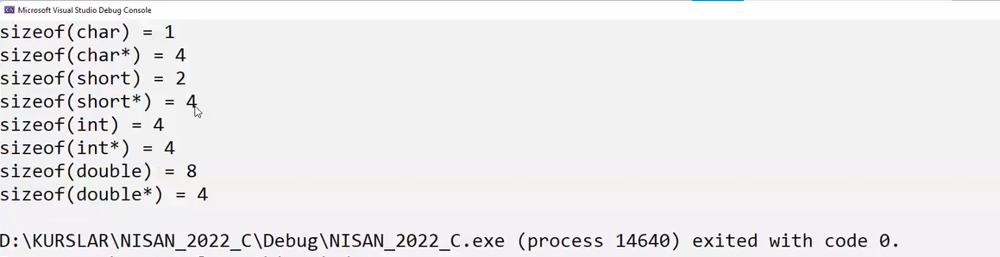 Microsoft Visual Studio Debug Console
sizeof(char) = 1
sizeof(char*) = 4
sizeof(short) = 2
sizeof(short*) = 4
sizeof(int) = 4
sizeof(int*) = 4
sizeof(double) = 8
sizeof(double*) = 4
D:\KURSLAR\NISAN_2022_C\Debug\NISAN_2022_C.exe (process 14640) exited with code 0.